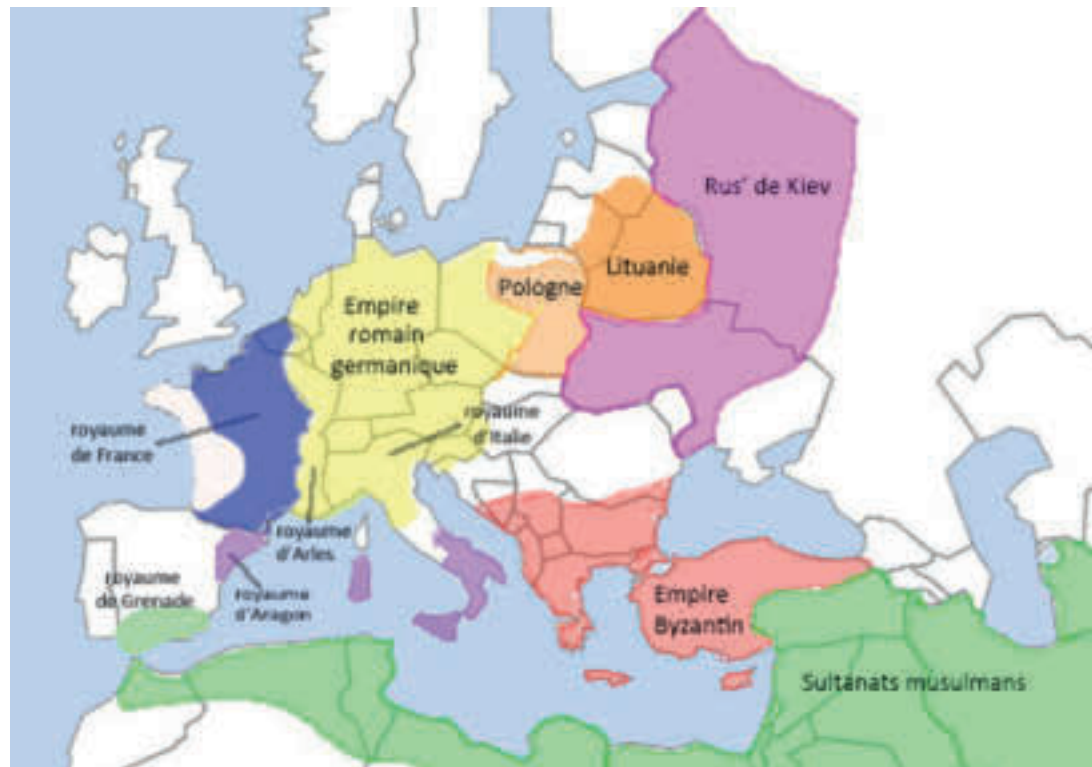 Rus' de Kiev
Lituanie
Pologne
Empire
romain
germanique
royaume
d'Italie
royaume
de France
royaume
d'Arles
royaume
de Grenade
royaume
d'Aragon
Empire
Byzantin
Sultanats musulmans